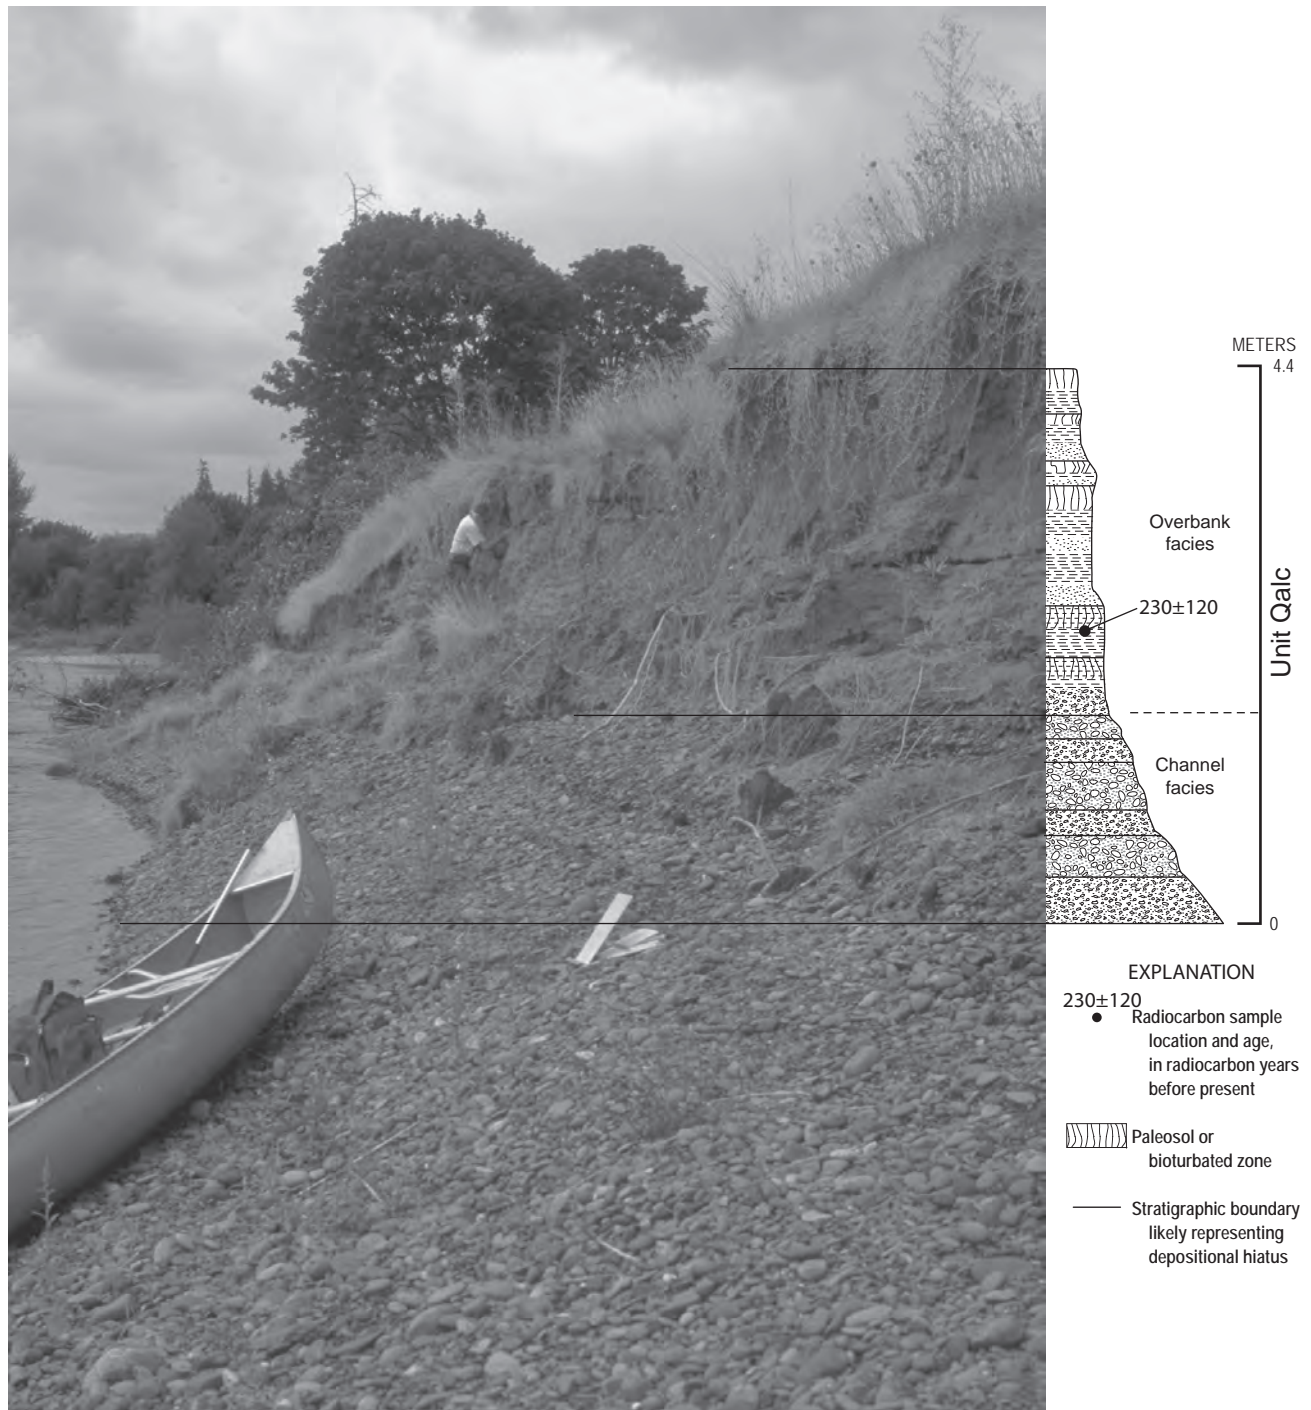 METERS
4.4
Overbank
facies
230±120
Unit Qalc
Channel
facies
0
EXPLANATION
230±120
Radiocarbon sample
location and age,
in radiocarbon years
before present
Paleosol or
bioturbated zone
Stratigraphic boundary
likely representing
depositional hiatus